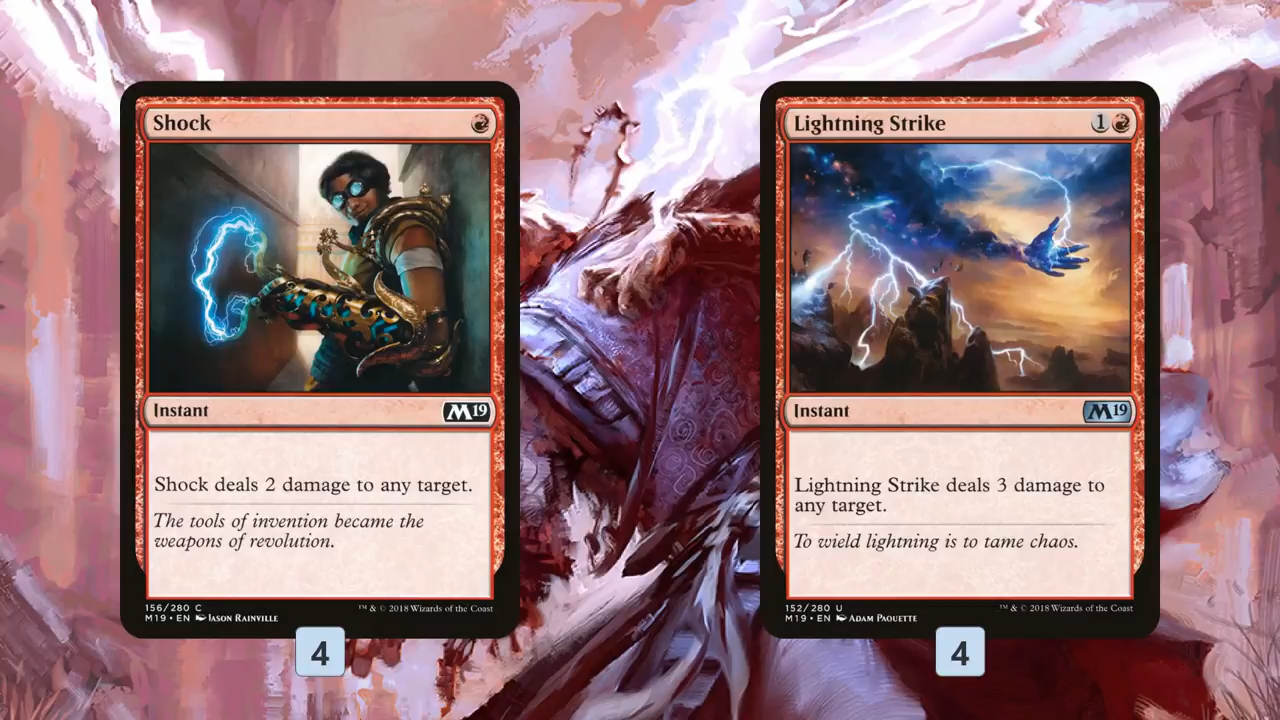 Shock
Instant
M19
Shock deals 2 damage to any target.
The tools of invention became the
weapons of revolution.
156/280 C
M19 • EN Jason Rainville
™ & © 2018 Wizards of the Coast
4
Lightning Strike
1
Instant
M19
Lightning Strike deals 3 damage to
any target.
To wield lightning is to tame chaos.
152/280 U
M19 • EN Adam Paquette
™ & © 2018 Wizards of the Coast
4